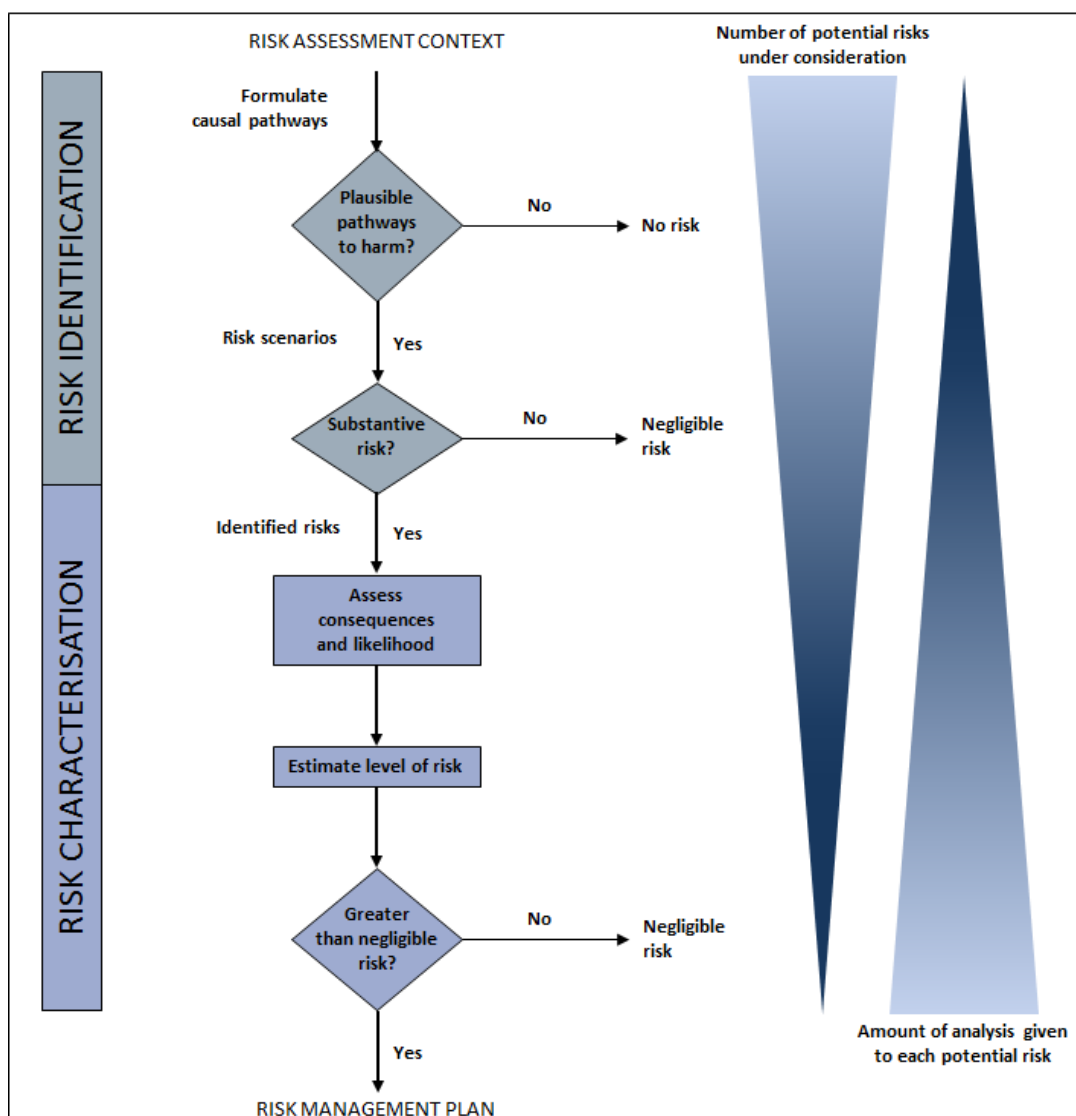 RISK ASSESSMENT CONTEXT
Number of potential risks
under consideration
RISK IDENTIFICATION
Formulate
causal pathways
Plausible
pathways
to harm?
No
No risk
Risk scenarios
Yes
Substantive
risk?
No
Negligible
risk
RISK CHARACTERISATION
Identified risks
Yes
Assess
consequences
and likelihood
Estimate level of risk
Greater
than negligible
risk?
No
Negligible
risk
Amount of analysis given
to each potential risk
Yes
RISK MANAGEMENT PLAN